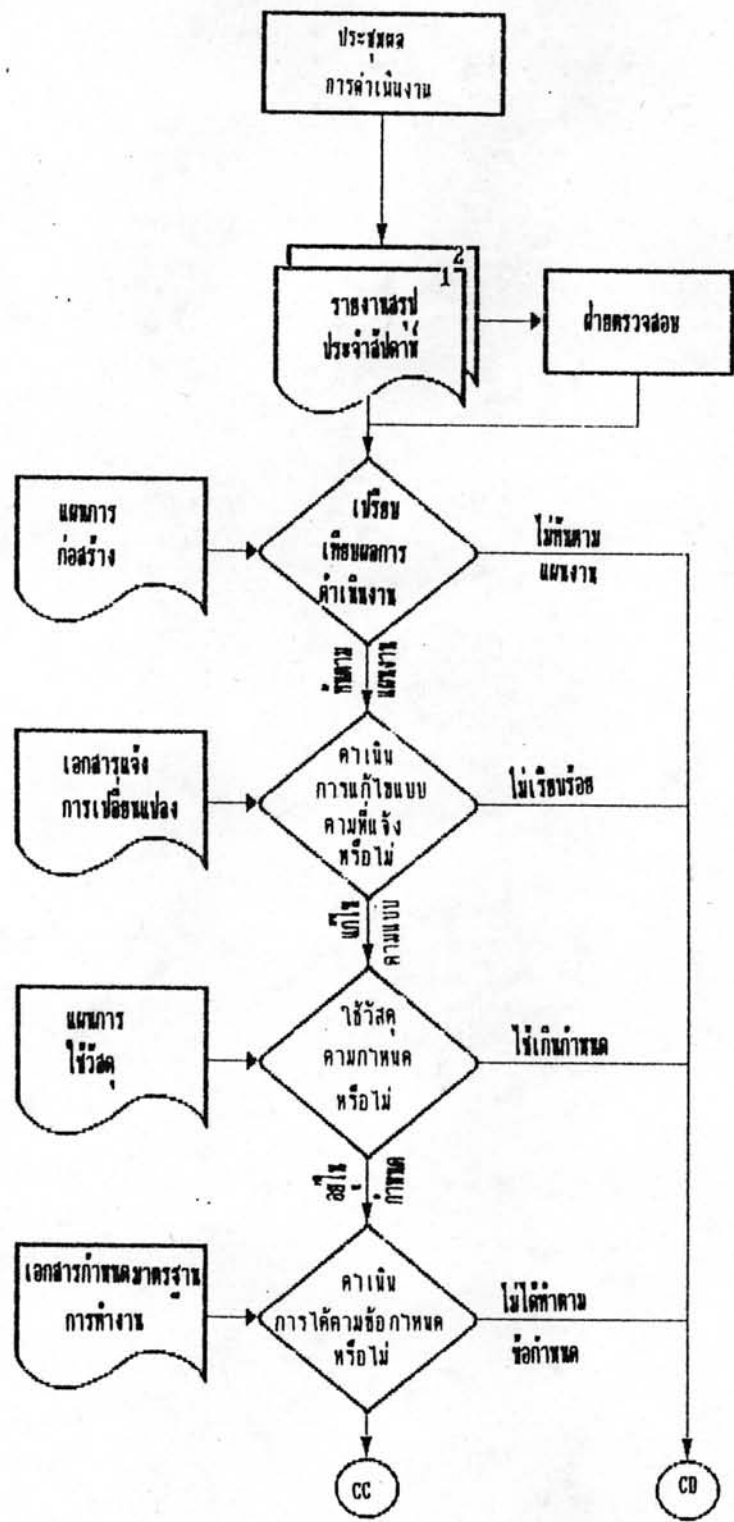 ประชุมผล
การดำเนินงาน
2
1
รายงานสรุป
ประจำสัปดาห์
ฝ่ายตรวจสอบ
แผนการ
ก่อสร้าง
เปรียบ
เทียบผลการ
ดำเนินงาน
ไม่ทันตาม
แผนงาน
ทันตาม
แผนงาน
เอกสารแจ้ง
การเปลี่ยนแปลง
ดำเนิน
การแก้ไขแบบ
ตามที่แจ้ง
หรือไม่
ไม่เรียบร้อย
แก้ไข
ตามแบบ
แผนการ
ใช้วัสดุ
ใช้วัสดุ
ตามกำหนด
หรือไม่
ใช้เกินกำหนด
อยู่ใน
กำหนด
เอกสารกำหนดมาตรฐาน
การทำงาน
ดำเนิน
การได้ตามข้อกำหนด
หรือไม่
ไม่ได้ทำตาม
ข้อกำหนด
CC
CD